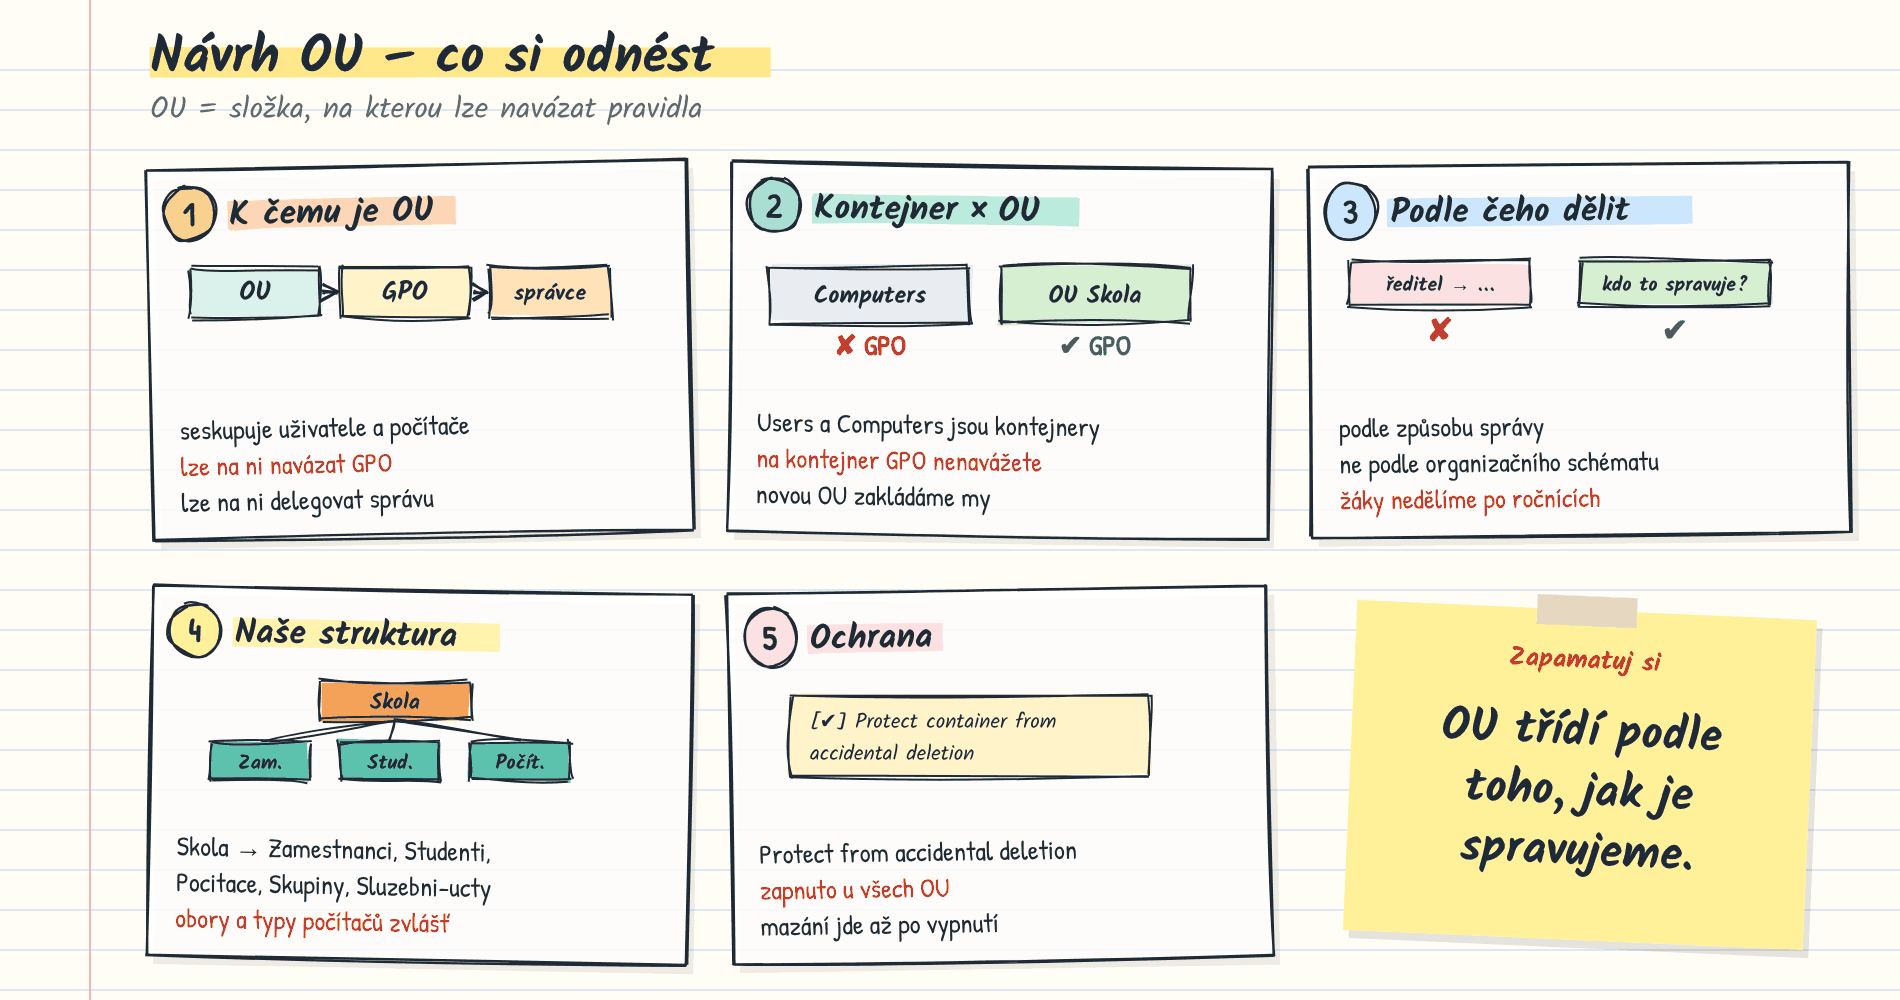 Návrh OU – co si odnést
OU = složka, na kterou lze navázat pravidla
1 K čemu je OU
OU GPO správce
seskupuje uživatele a počítače
lze na ni navázat GPO
lze na ni delegovat správu
2 Kontejner × OU
Computers OU Skola
✘ GPO ✔ GPO
Users a Computers jsou kontejnery
na kontejner GPO nenavážete
novou OU zakládáme my
3 Podle čeho dělit
ředitel → ... kdo to spravuje?
✘ ✔
podle způsobu správy
ne podle organizačního schématu
žáky nedělíme po ročnících
4 Naše struktura
Skola
Zam. Stud. Počít.
Skola → Zamestnanci, Studenti,
Pocitace, Skupiny, Sluzebni-ucty
obory a typy počítačů zvlášť
5 Ochrana
[✔] Protect container from
accidental deletion
Protect from accidental deletion
zapnuto u všech OU
mazání jde až po vypnutí
Zapamatuj si
OU třídí podle
toho, jak je
spravujeme.